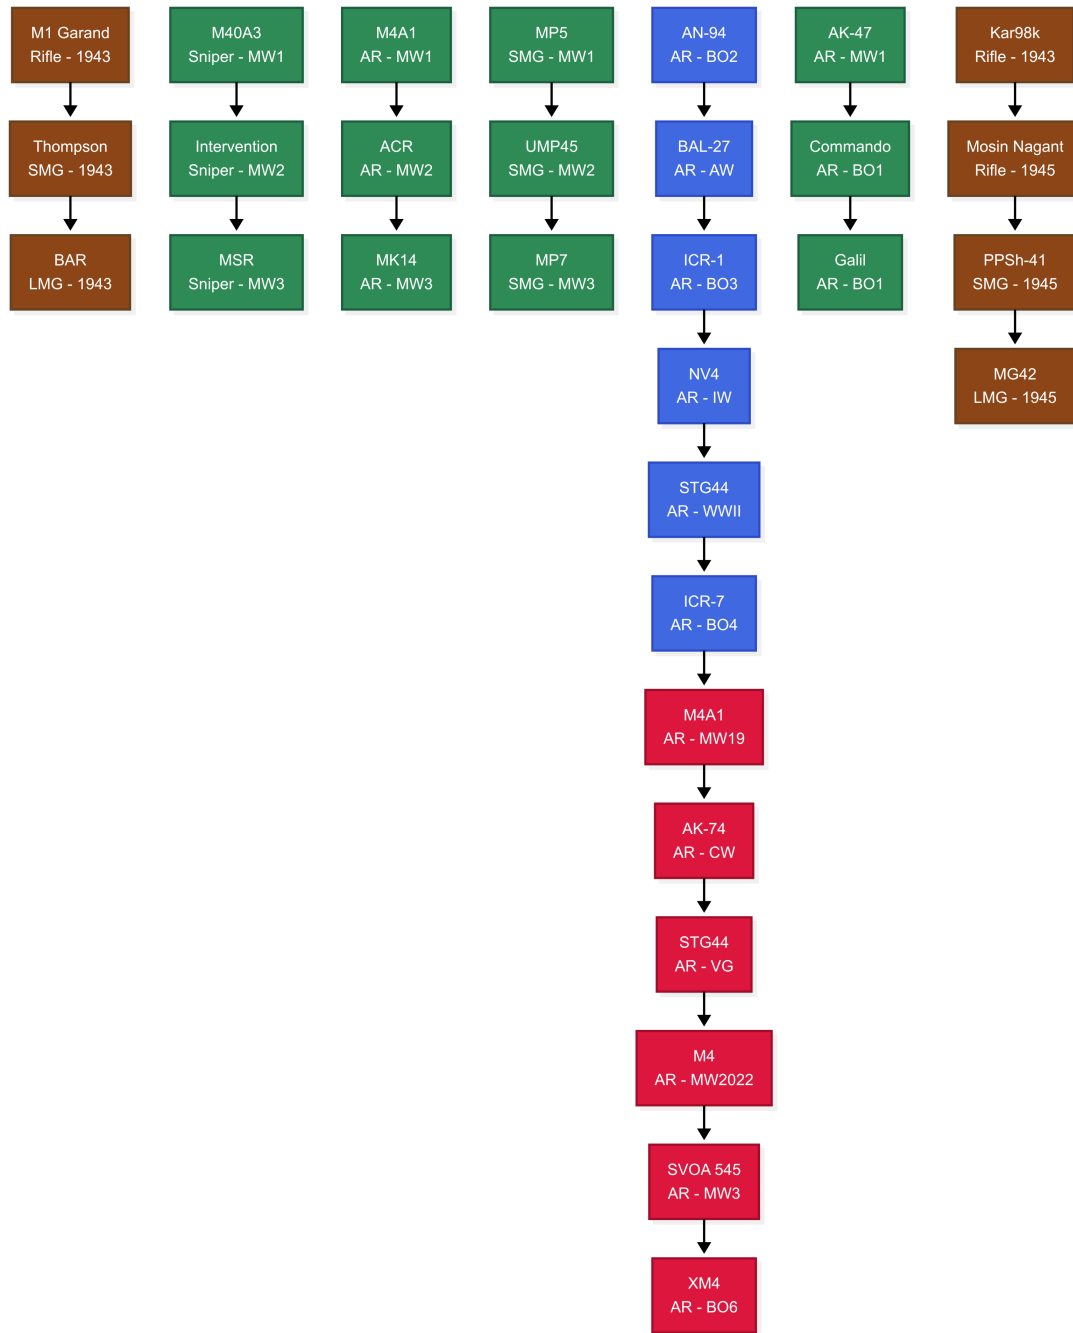 M1 Garand
Rifle - 1943
M40A3
Sniper - MW1
M4A1
AR - MW1
MP5
SMG - MW1
AN-94
AR - BO2
AK-47
AR - MW1
Kar98k
Rifle - 1943
Thompson
SMG - 1943
Intervention
Sniper - MW2
ACR
AR - MW2
UMP45
SMG - MW2
BAL-27
AR - AW
Commando
AR - BO1
Mosin Nagant
Rifle - 1945
BAR
LMG - 1943
MSR
Sniper - MW3
MK14
AR - MW3
MP7
SMG - MW3
ICR-1
AR - BO3
Galil
AR - BO1
PPSh-41
SMG - 1945
NV4
AR - IW
MG42
LMG - 1945
STG44
AR - WWII
ICR-7
AR - BO4
M4A1
AR - MW19
AK-74
AR - CW
STG44
AR - VG
M4
AR - MW2022
SVOA 545
AR - MW3
XM4
AR - BO6